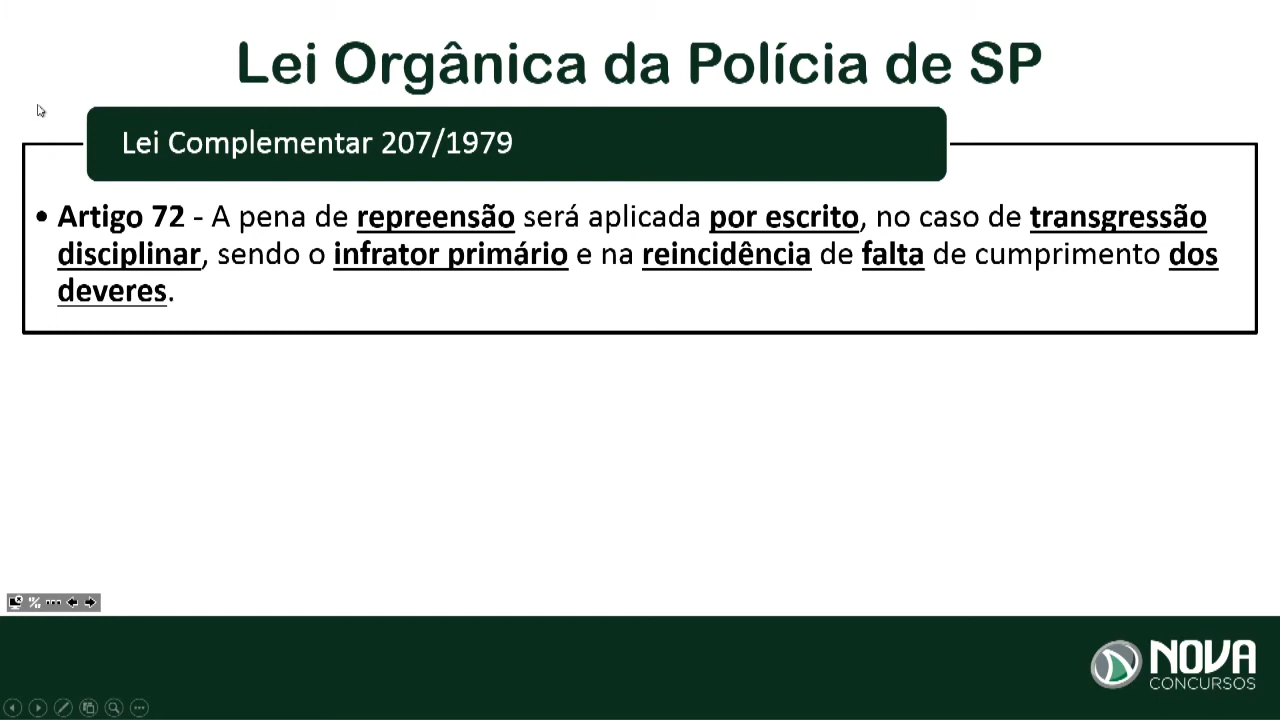 Lei Orgânica da Polícia de SP
Lei Complementar 207/1979
• Artigo 72 - A pena de repreensão será aplicada por escrito, no caso de transgressão
disciplinar, sendo o infrator primário e na reincidência de falta de cumprimento dos
deveres.
NOVA
CONCURSOS